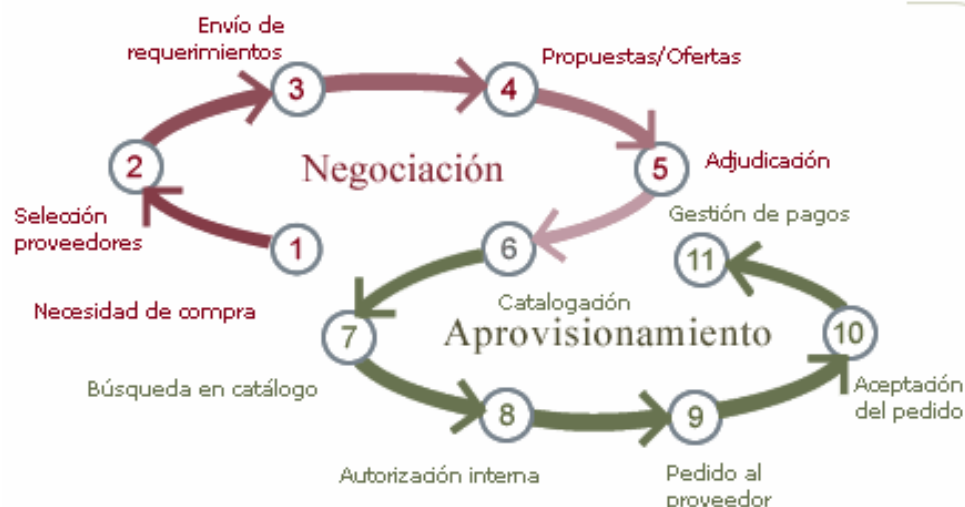 Envío de
requerimientos
3
4
Propuestas/Ofertas
2
Negociación
5
Adjudicación
Selección
proveedores
1
6
Gestión de pagos
11
Necesidad de compra
Catalogación
7
Aprovisionamiento
10
Búsqueda en catálogo
8
9
Aceptación
del pedido
Autorización interna
Pedido al
proveedor